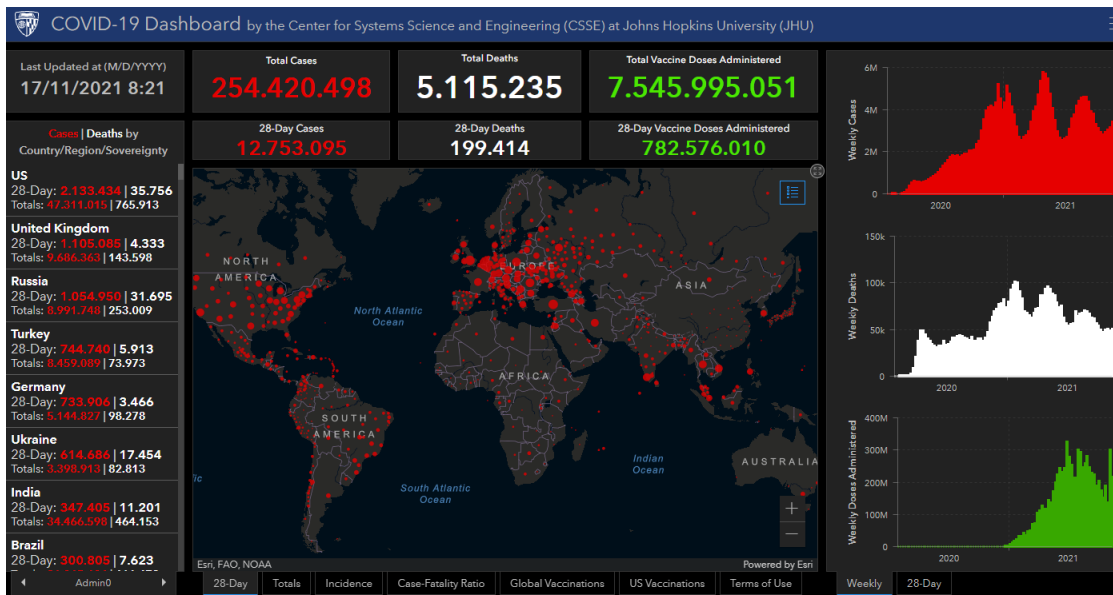 COVID-19 Dashboard by the Center for Systems Science and Engineering (CSSE) at Johns Hopkins University (JHU)
Last Updated at (M/D/YYYY)
17/11/2021 8:21
Cases | Deaths by
Country/Region/Sovereignty
US
28-Day: 2.133.434 | 35.756
Totals: 47.311.015 | 765.913
United Kingdom
28-Day: 1.105.085 | 4.333
Totals: 9.686.363 | 143.598
Russia
28-Day: 1.054.950 | 31.695
Totals: 8.991.748 | 253.009
Turkey
28-Day: 744.740 | 5.913
Totals: 8.459.089 | 73.973
Germany
28-Day: 733.906 | 3.466
Totals: 5.144.827 | 98.278
Ukraine
28-Day: 614.686 | 17.454
Totals: 3.398.913 | 82.813
India
28-Day: 347.405 | 11.201
Totals: 34.466.598 | 464.153
Brazil
28-Day: 300.805 | 7.623
Admin0
Total Cases
254.420.498
Total Deaths
5.115.235
Total Vaccine Doses Administered
7.545.995.051
28-Day Cases
12.753.095
28-Day Deaths
199.414
28-Day Vaccine Doses Administered
782.576.010
NORTH
AMERICA
EUROPE
ASIA
North Atlantic
Ocean
AFRICA
SOUTH
AMERICA
Indian
Ocean
AUSTRALIA
South Atlantic
Ocean
Esri, FAO, NOAA
Powered by Esri
28-Day
Totals
Incidence
Case-Fatality Ratio
Global Vaccinations
US Vaccinations
Terms of Use
Weekly Cases
6M
4M
2M
0
2020
2021
Weekly Deaths
150k
100k
50k
0
2020
2021
Weekly Doses Administered
400M
300M
200M
100M
0
2020
2021
Weekly
28-Day